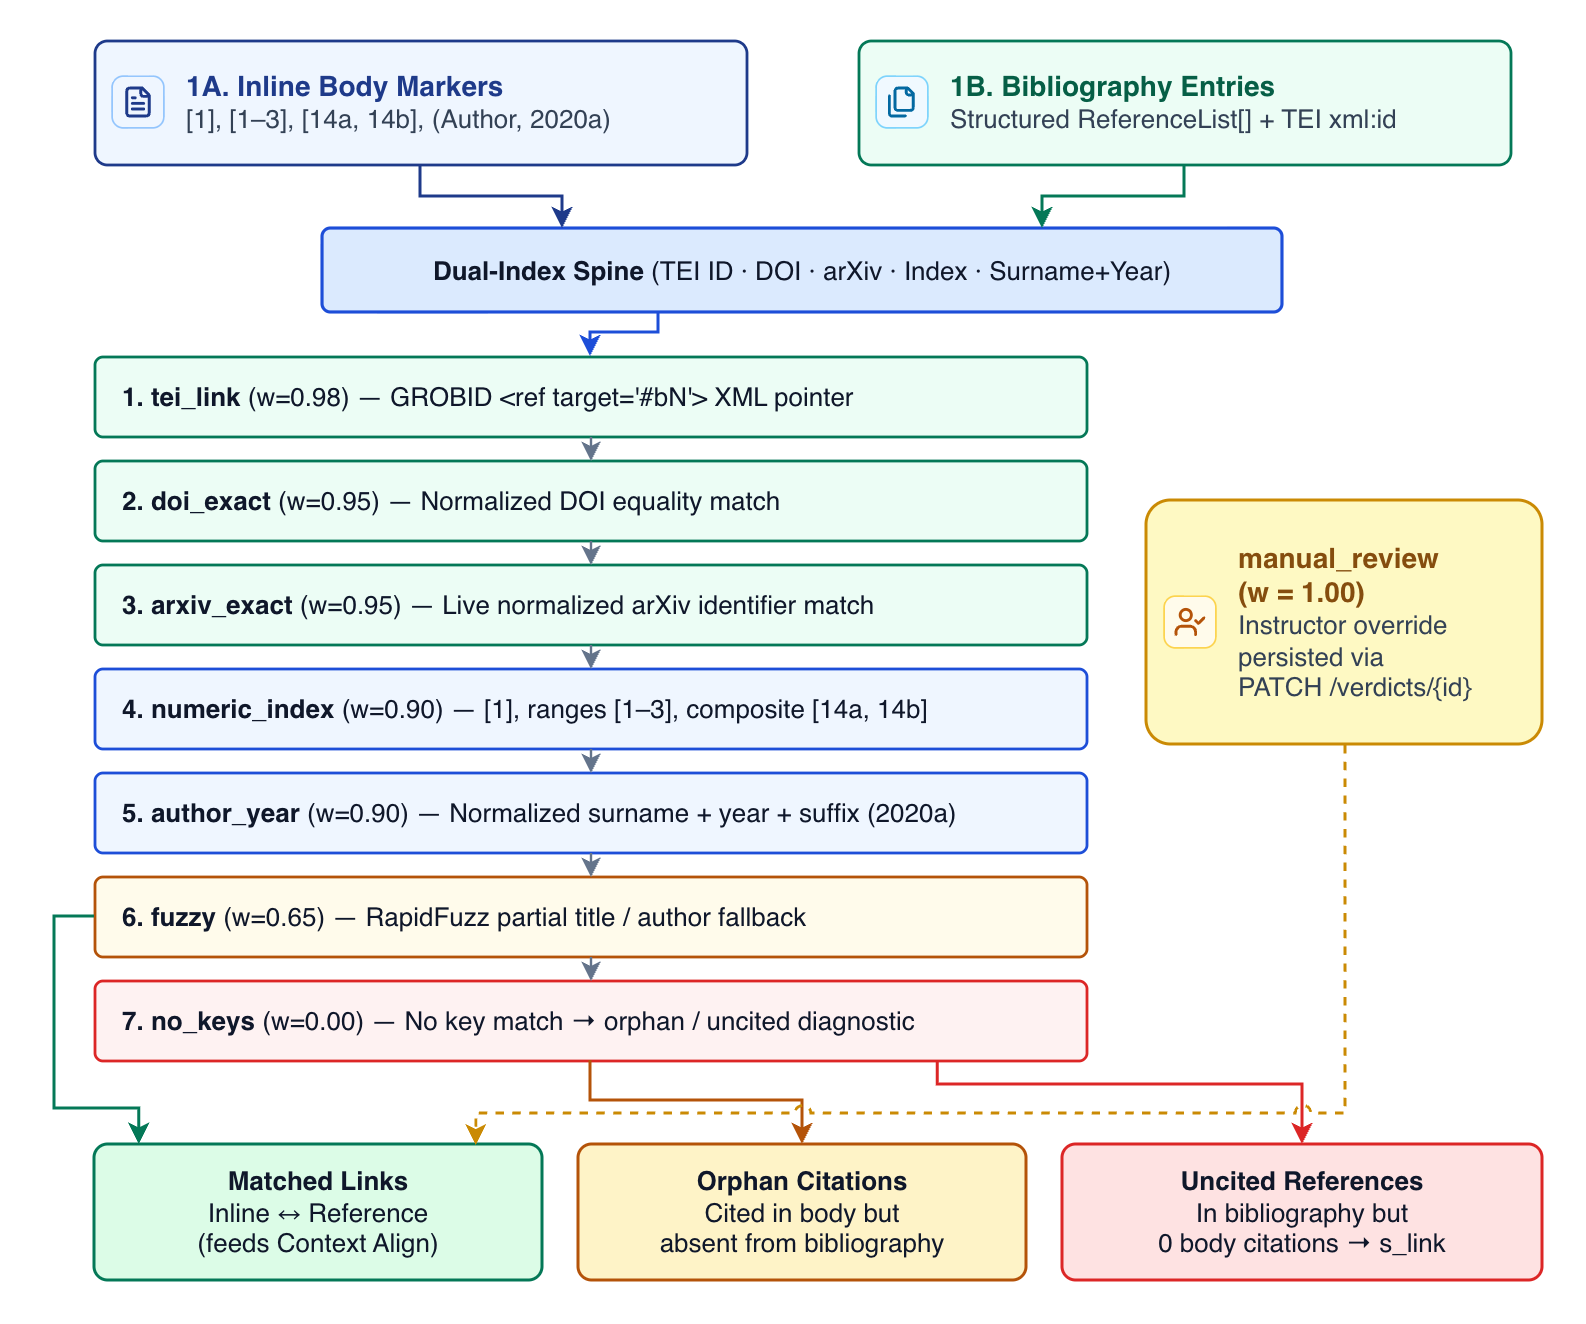 1A. Inline Body Markers
[1], [1–3], [14a, 14b], (Author, 2020a)
1B. Bibliography Entries
Structured ReferenceList[] + TEI xml:id
Dual-Index Spine (TEI ID · DOI · arXiv · Index · Surname+Year)
1. tei_link (w=0.98) — GROBID <ref target='#bN'> XML pointer
2. doi_exact (w=0.95) — Normalized DOI equality match
3. arxiv_exact (w=0.95) — Live normalized arXiv identifier match
4. numeric_index (w=0.90) — [1], ranges [1–3], composite [14a, 14b]
5. author_year (w=0.90) — Normalized surname + year + suffix (2020a)
6. fuzzy (w=0.65) — RapidFuzz partial title / author fallback
7. no_keys (w=0.00) — No key match → orphan / uncited diagnostic
manual_review
(w = 1.00)
Instructor override
persisted via
PATCH /verdicts/{id}
Matched Links
Inline ↔ Reference
(feeds Context Align)
Orphan Citations
Cited in body but
absent from bibliography
Uncited References
In bibliography but
0 body citations → s_link